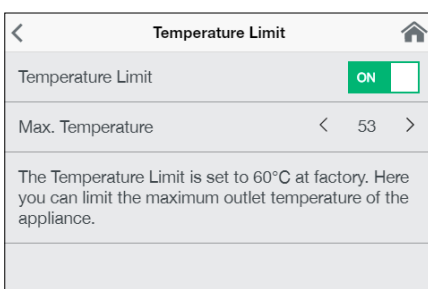 Temperature Limit
Temperature Limit ON
Max. Temperature 53
The Temperature Limit is set to 60°C at factory. Here
you can limit the maximum outlet temperature of the
appliance.